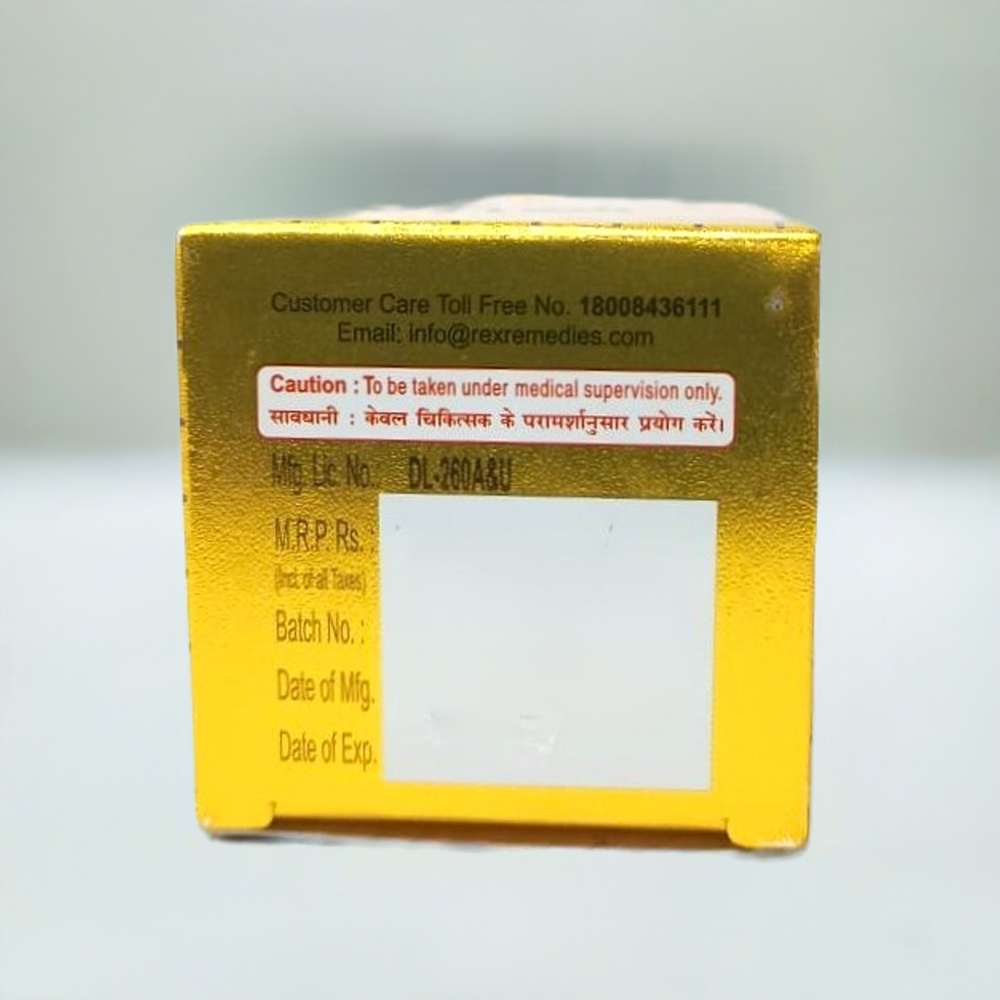 Customer Care Toll Free No. 18008436111
Email: info@rexremedies.com
Caution : To be taken under medical supervision only.
सावधानी : केवल चिकित्सक के परामर्शानुसार प्रयोग करें।
Mfg. Lic. No.: DL-260A&U
M.R.P. Rs. :
(Incl. of all Taxes)
Batch No. :
Date of Mfg.
Date of Exp.